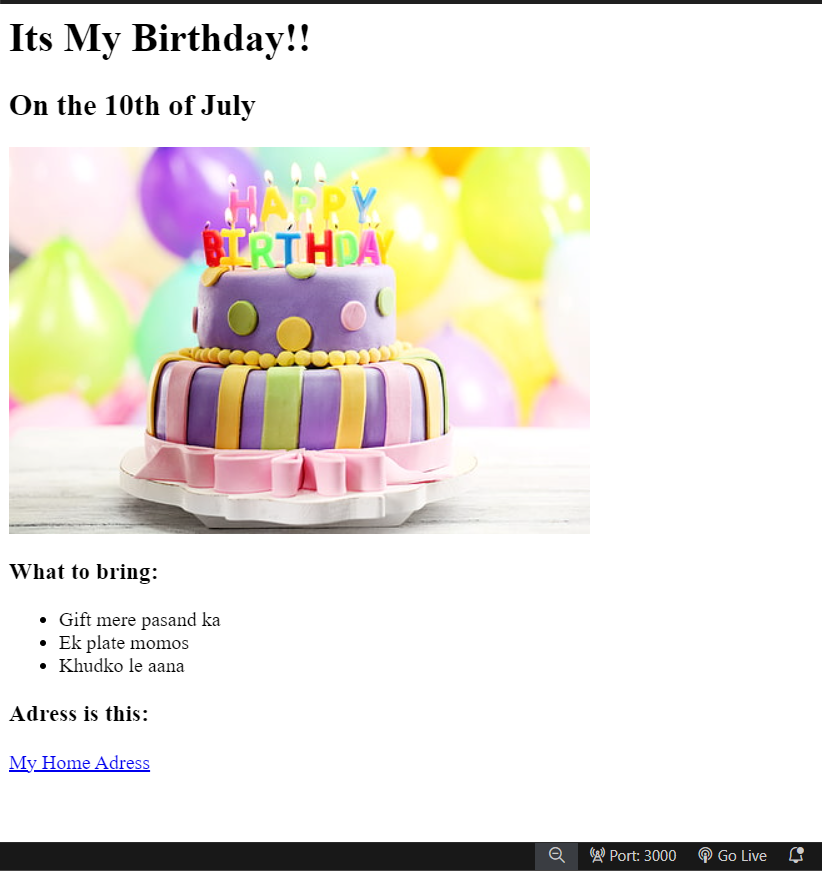 Its My Birthday!!
On the 10th of July
HAPPY
BIRTHDAY
What to bring:
Gift mere pasand ka
Ek plate momos
Khudko le aana
Adress is this:
My Home Adress
Port: 3000 Go Live